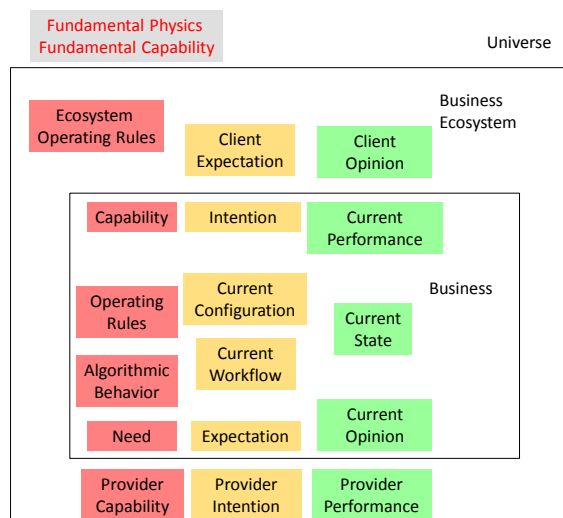 Fundamental Physics
Fundamental Capability
Universe
Business
Ecosystem
Ecosystem
Operating Rules
Client
Expectation
Client
Opinion
Capability
Intention
Current
Performance
Business
Operating
Rules
Current
Configuration
Current
State
Algorithmic
Behavior
Current
Workflow
Need
Expectation
Current
Opinion
Provider
Capability
Provider
Intention
Provider
Performance